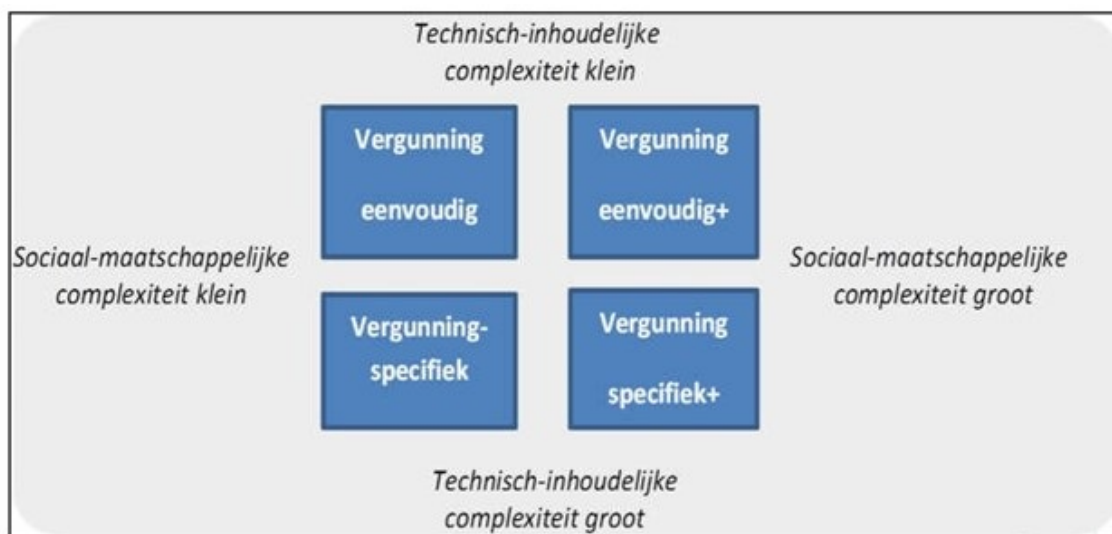 Technisch-inhoudelijke
complexiteit klein
Vergunning
eenvoudig
Vergunning
eenvoudig+
Sociaal-maatschappelijke
complexiteit klein
Sociaal-maatschappelijke
complexiteit groot
Vergunning-
specifiek
Vergunning
specifiek+
Technisch-inhoudelijke
complexiteit groot